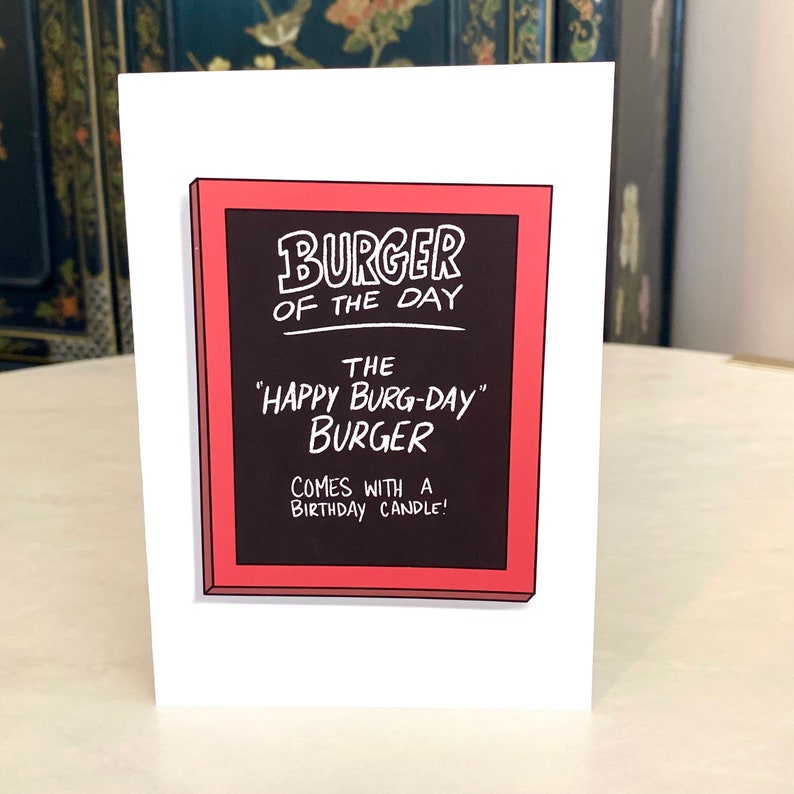 BURGER
OF THE DAY
THE
"HAPPY BURG-DAY"
BURGER
COMES WITH A
BIRTHDAY CANDLE!